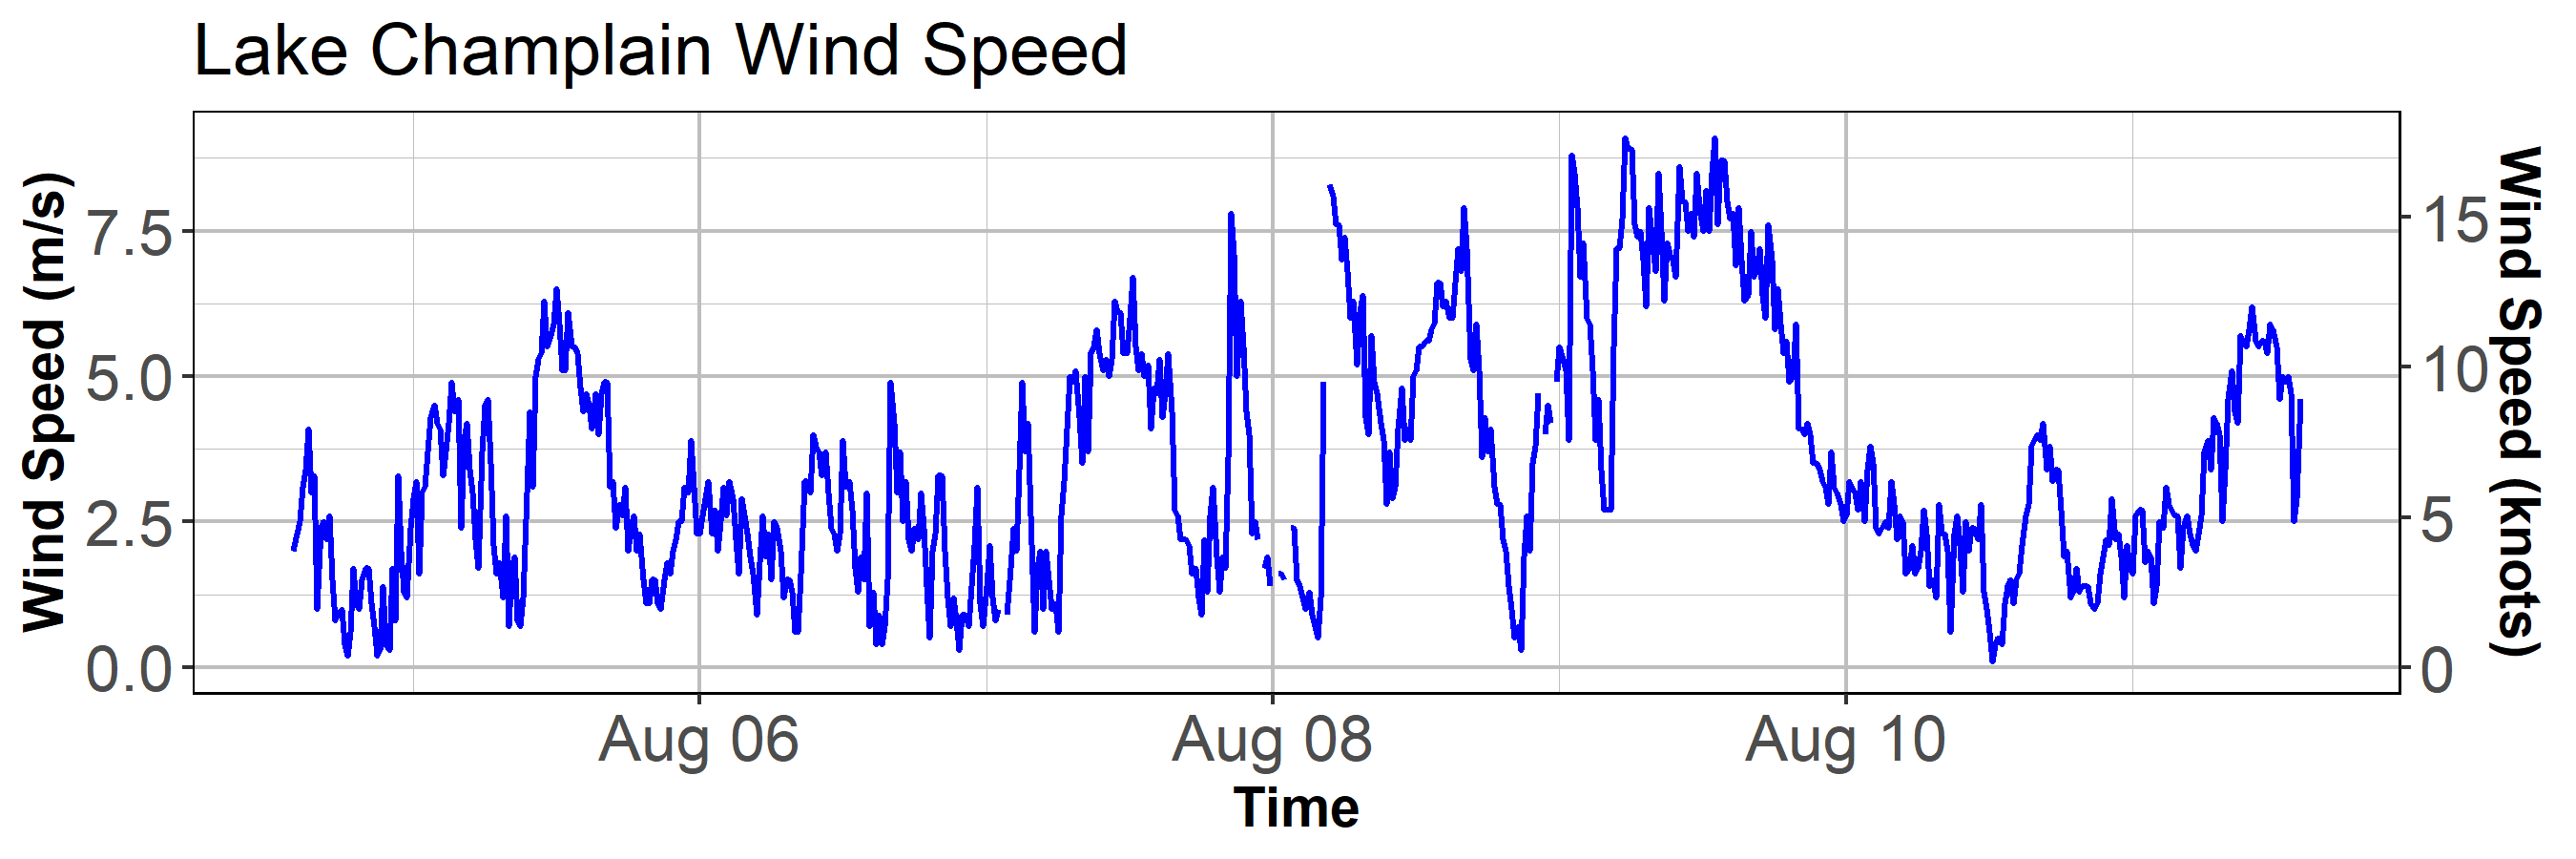 Lake Champlain Wind Speed
Wind Speed (m/s)
7.5
5.0
2.5
0.0
15
10
5
0
Wind Speed (knots)
Aug 06
Aug 08
Aug 10
Time